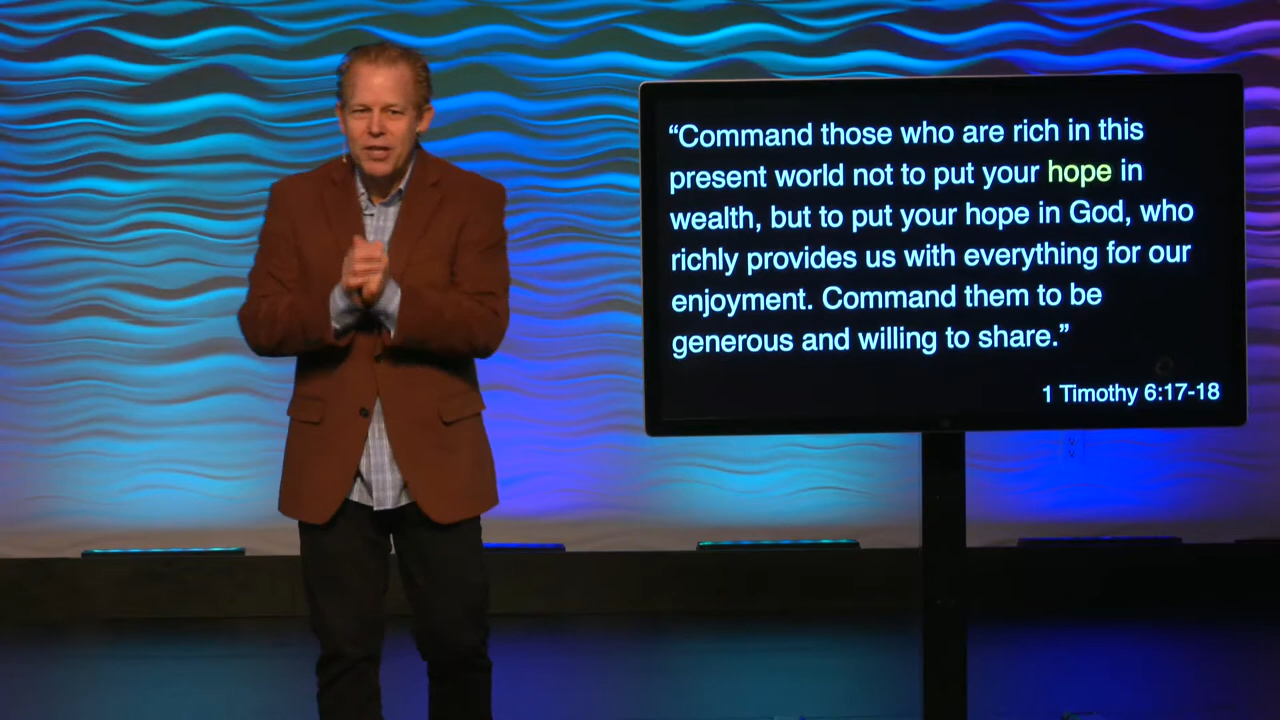 “Command those who are rich in this
present world not to put your hope in
wealth, but to put your hope in God, who
richly provides us with everything for our
enjoyment. Command them to be
generous and willing to share.”
1 Timothy 6:17-18